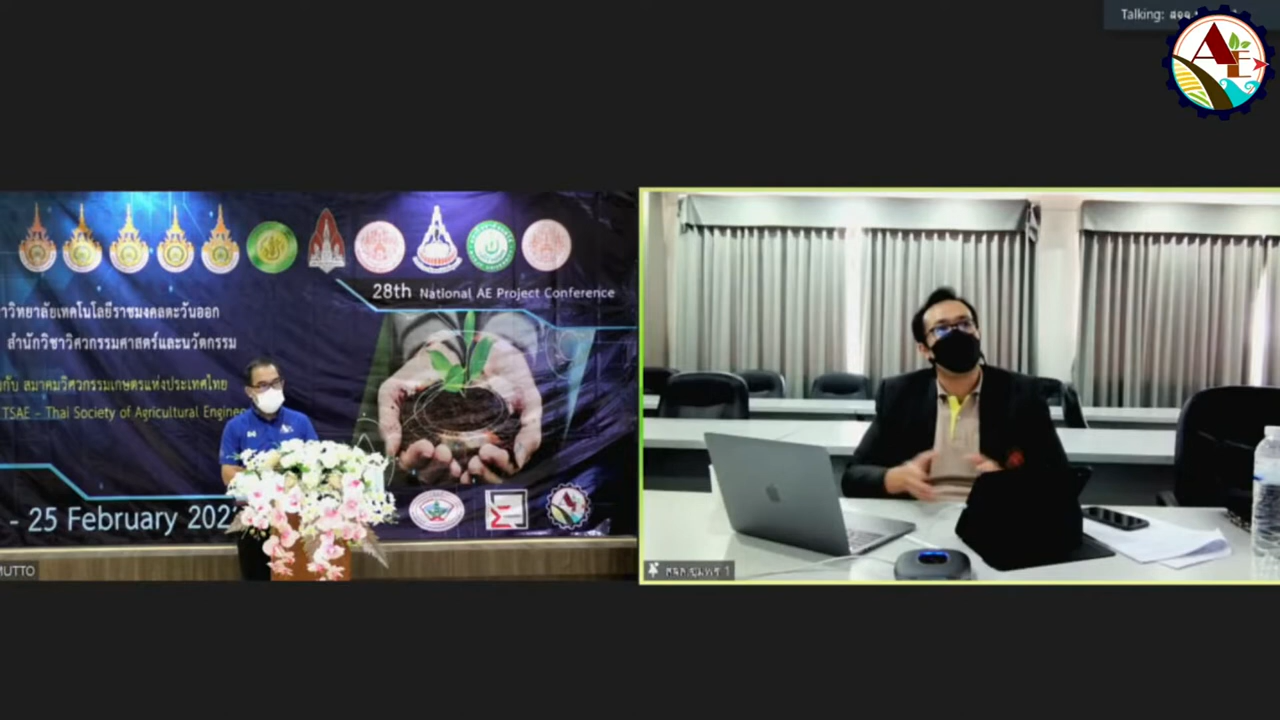 Talking:
28th National AE Project Conference
าวิทยาลัยเทคโนโลยีราชมงคลตะวันออก
สำนักวิชาวิศวกรรมศาสตร์และนวัตกรรม
กับ สมาคมวิศวกรรมเกษตรแห่งประเทศไทย
TSAE - Thai Society of Agricultural Enginee
- 25 February 202
MUTTO
AE